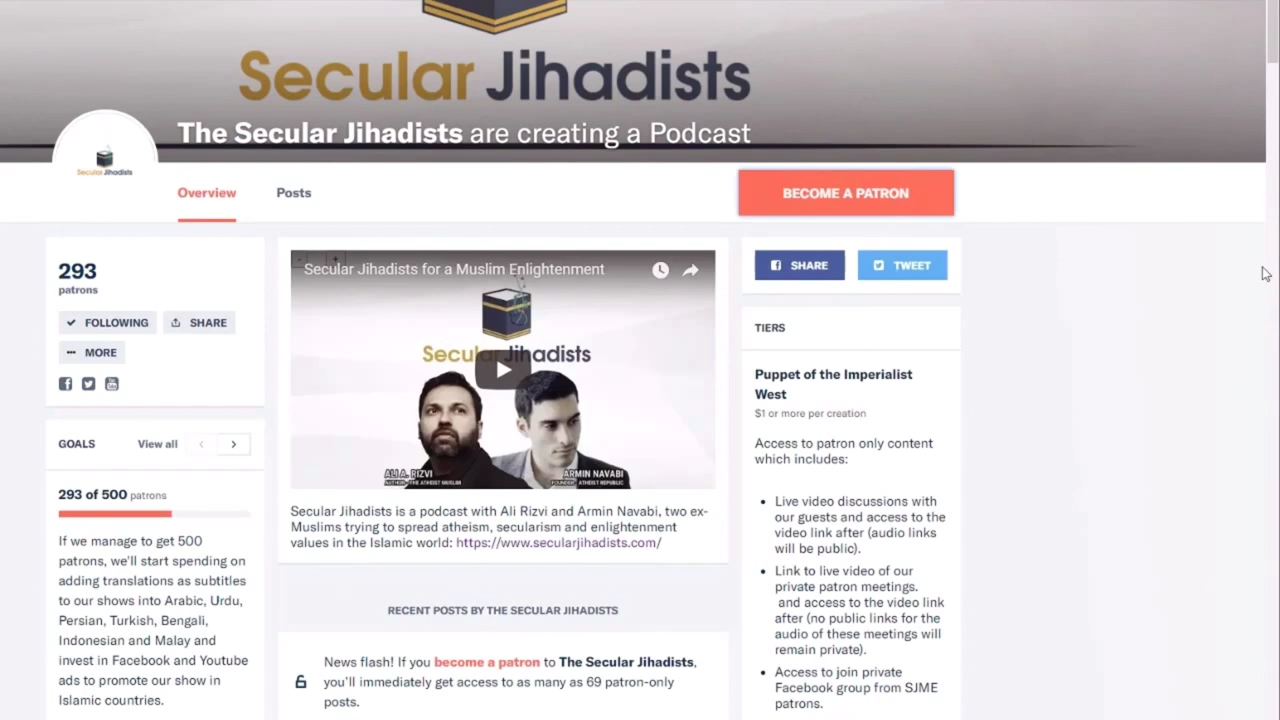 Secular Jihadists
The Secular Jihadists are creating a Podcast
Secular Jihadists
Overview
Posts
BECOME A PATRON
293
patrons
FOLLOWING
SHARE
MORE
GOALS
View all
293 of 500 patrons
If we manage to get 500
patrons, we'll start spending on
adding translations as subtitles
to our shows into Arabic, Urdu,
Persian, Turkish, Bengali,
Indonesian and Malay and
invest in Facebook and Youtube
ads to promote our show in
Islamic countries.
Secular Jihadists for a Muslim Enlightenment
Secular Jihadists
ALI A. RIZVI
AUTHOR - THE ATHEIST MUSLIM
ARMIN NAVABI
FOUNDER - ATHEIST REPUBLIC
Secular Jihadists is a podcast with Ali Rizvi and Armin Navabi, two ex-
Muslims trying to spread atheism, secularism and enlightenment
values in the Islamic world: https://www.secularjihadists.com/
RECENT POSTS BY THE SECULAR JIHADISTS
News flash! If you become a patron to The Secular Jihadists,
you'll immediately get access to as many as 69 patron-only
posts.
SHARE
TWEET
TIERS
Puppet of the Imperialist
West
$1 or more per creation
Access to patron only content
which includes:
• Live video discussions with
our guests and access to the
video link after (audio links
will be public).
• Link to live video of our
private patron meetings.
and access to the video link
after (no public links for the
audio of these meetings will
remain private).
• Access to join private
Facebook group from SJME
patrons.